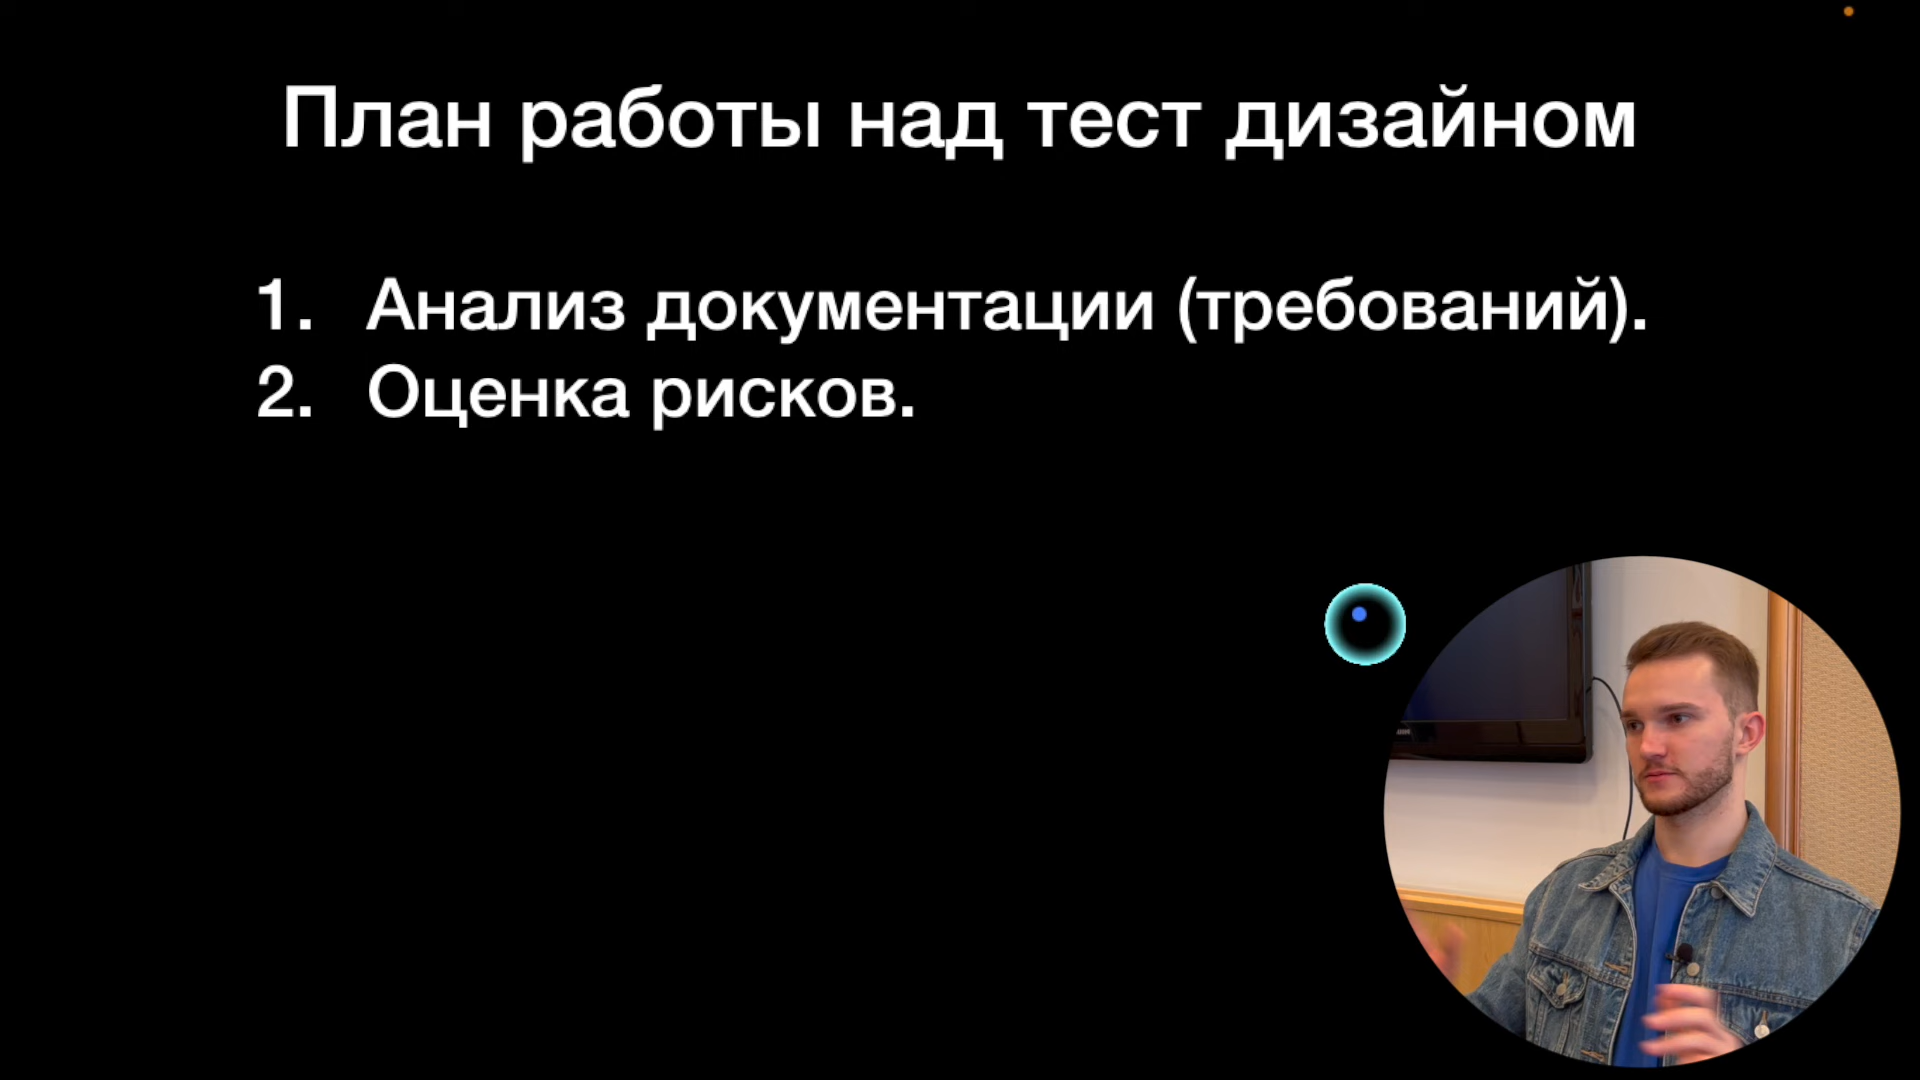 План работы над тест дизайном
1. Анализ документации (требований).
2. Оценка рисков.